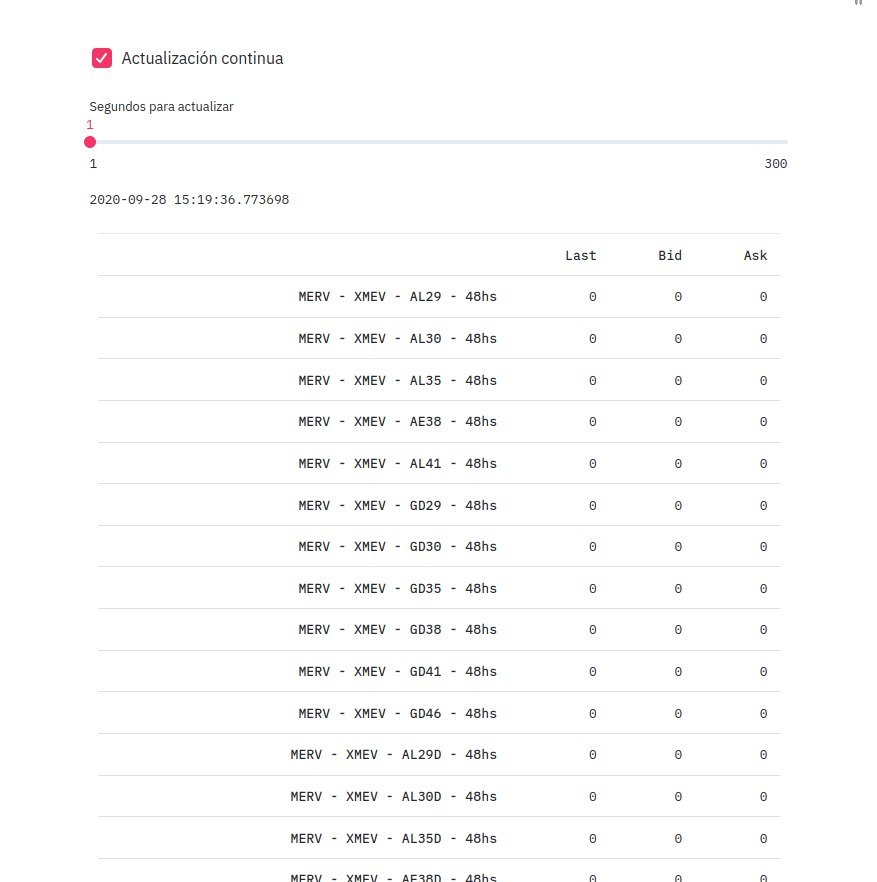 Actualización continua
Segundos para actualizar
1
1 300
2020-09-28 15:19:36.773698
Last Bid Ask
MERV - XMEV - AL29 - 48hs 0 0 0
MERV - XMEV - AL30 - 48hs 0 0 0
MERV - XMEV - AL35 - 48hs 0 0 0
MERV - XMEV - AE38 - 48hs 0 0 0
MERV - XMEV - AL41 - 48hs 0 0 0
MERV - XMEV - GD29 - 48hs 0 0 0
MERV - XMEV - GD30 - 48hs 0 0 0
MERV - XMEV - GD35 - 48hs 0 0 0
MERV - XMEV - GD38 - 48hs 0 0 0
MERV - XMEV - GD41 - 48hs 0 0 0
MERV - XMEV - GD46 - 48hs 0 0 0
MERV - XMEV - AL29D - 48hs 0 0 0
MERV - XMEV - AL30D - 48hs 0 0 0
MERV - XMEV - AL35D - 48hs 0 0 0
MERV - XMEV - AE38D - 48hs 0 0 0